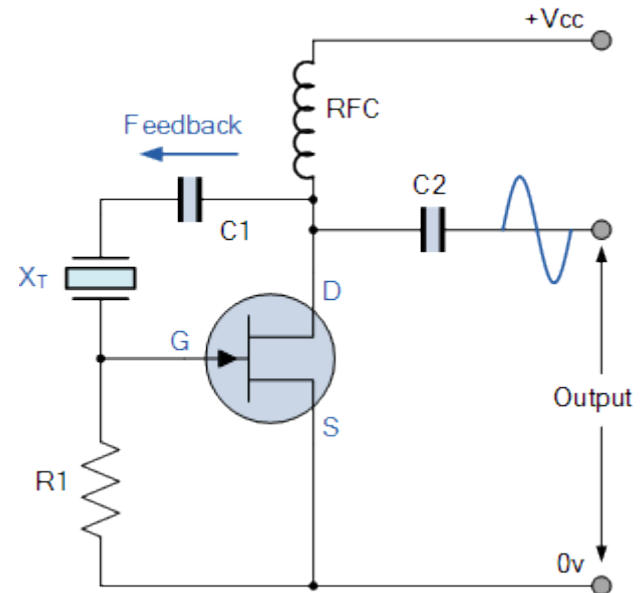 +Vcc
RFC
Feedback
C2
C1
XT
D
G
Output
S
R1
0v